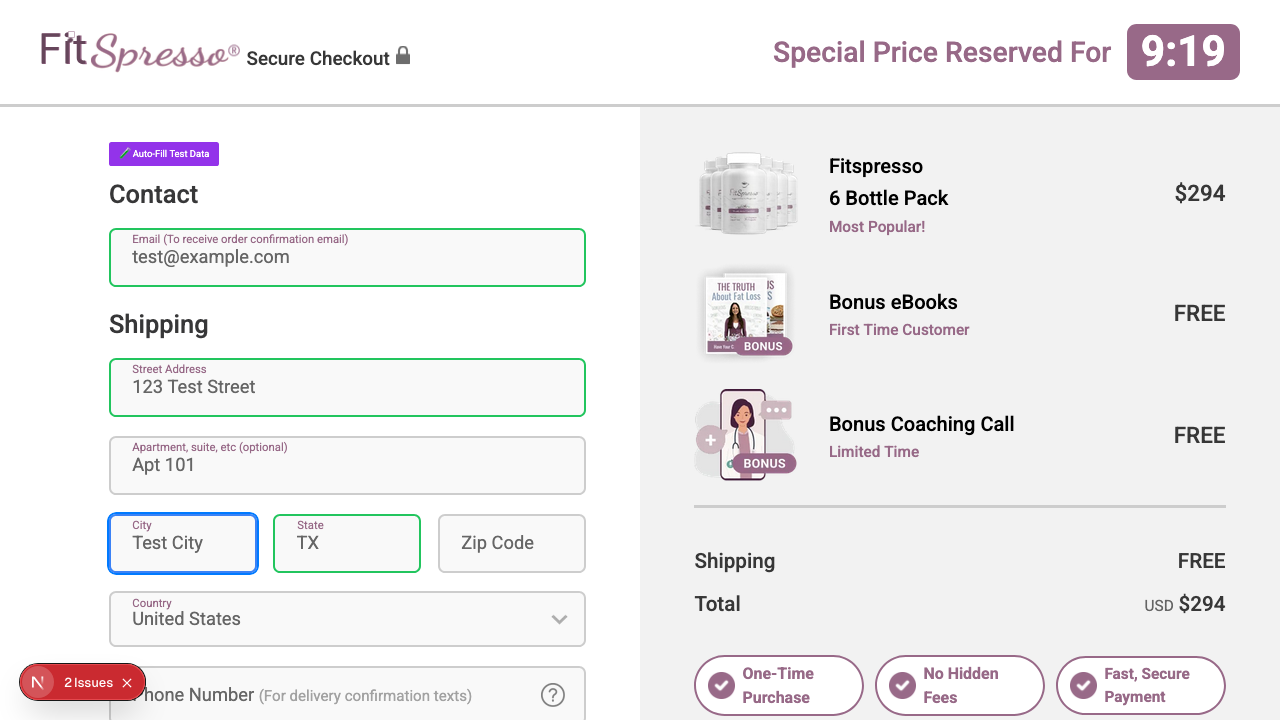 FitSpresso® Secure Checkout
Special Price Reserved For 9:19
Auto-Fill Test Data
Contact
Email (To receive order confirmation email)
test@example.com
Shipping
Street Address
123 Test Street
Apartment, suite, etc (optional)
Apt 101
City
Test City
State
TX
Zip Code
Country
United States
Phone Number (For delivery confirmation texts)
N 2 Issues
Fitspresso
6 Bottle Pack
Most Popular!
$294
FitSpresso
THE TRUTH
About Fat Loss
BONUS
Bonus eBooks
First Time Customer
FREE
BONUS
Bonus Coaching Call
Limited Time
FREE
Shipping FREE
Total USD $294
One-Time
Purchase
No Hidden
Fees
Fast, Secure
Payment